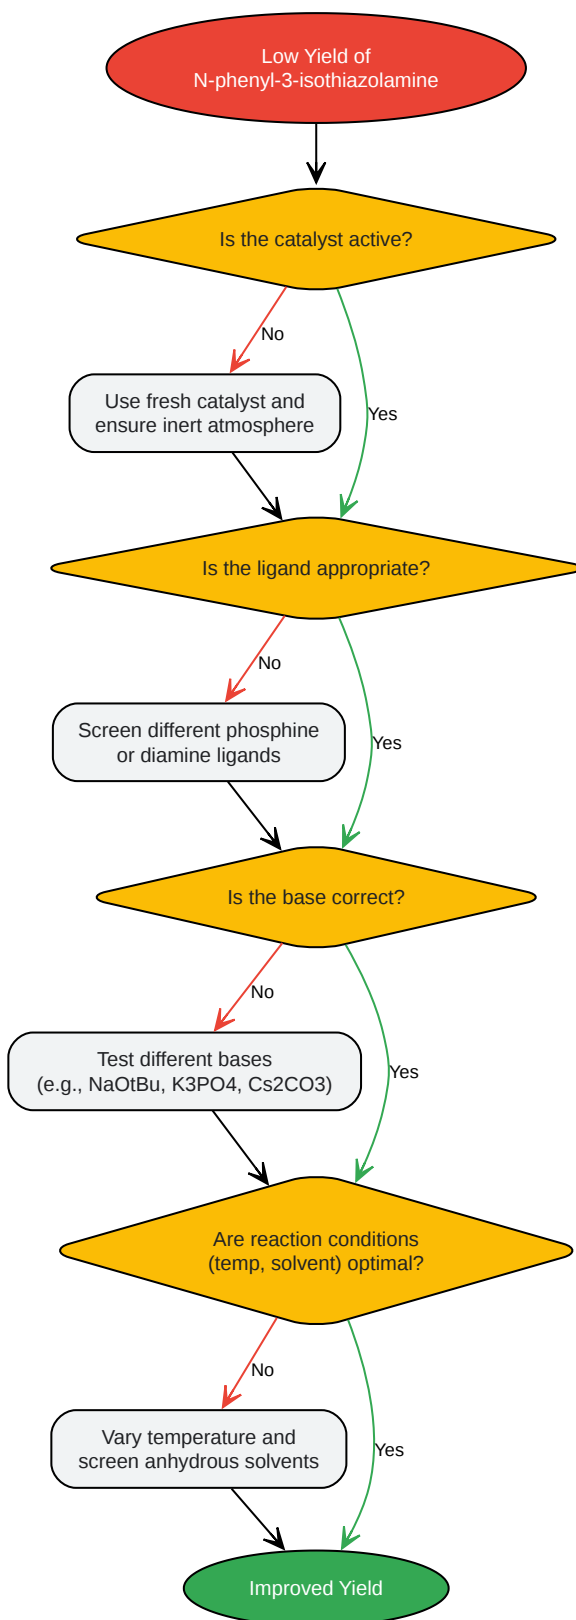 Low Yield of
N-phenyl-3-isothiazolamine
Is the catalyst active?
No
Use fresh catalyst and
ensure inert atmosphere
Yes
Is the ligand appropriate?
No
Screen different phosphine
or diamine ligands
Yes
Is the base correct?
No
Test different bases
(e.g., NaOtBu, K3PO4, Cs2CO3)
Yes
Are reaction conditions
(temp, solvent) optimal?
No
Vary temperature and
screen anhydrous solvents
Yes
Improved Yield